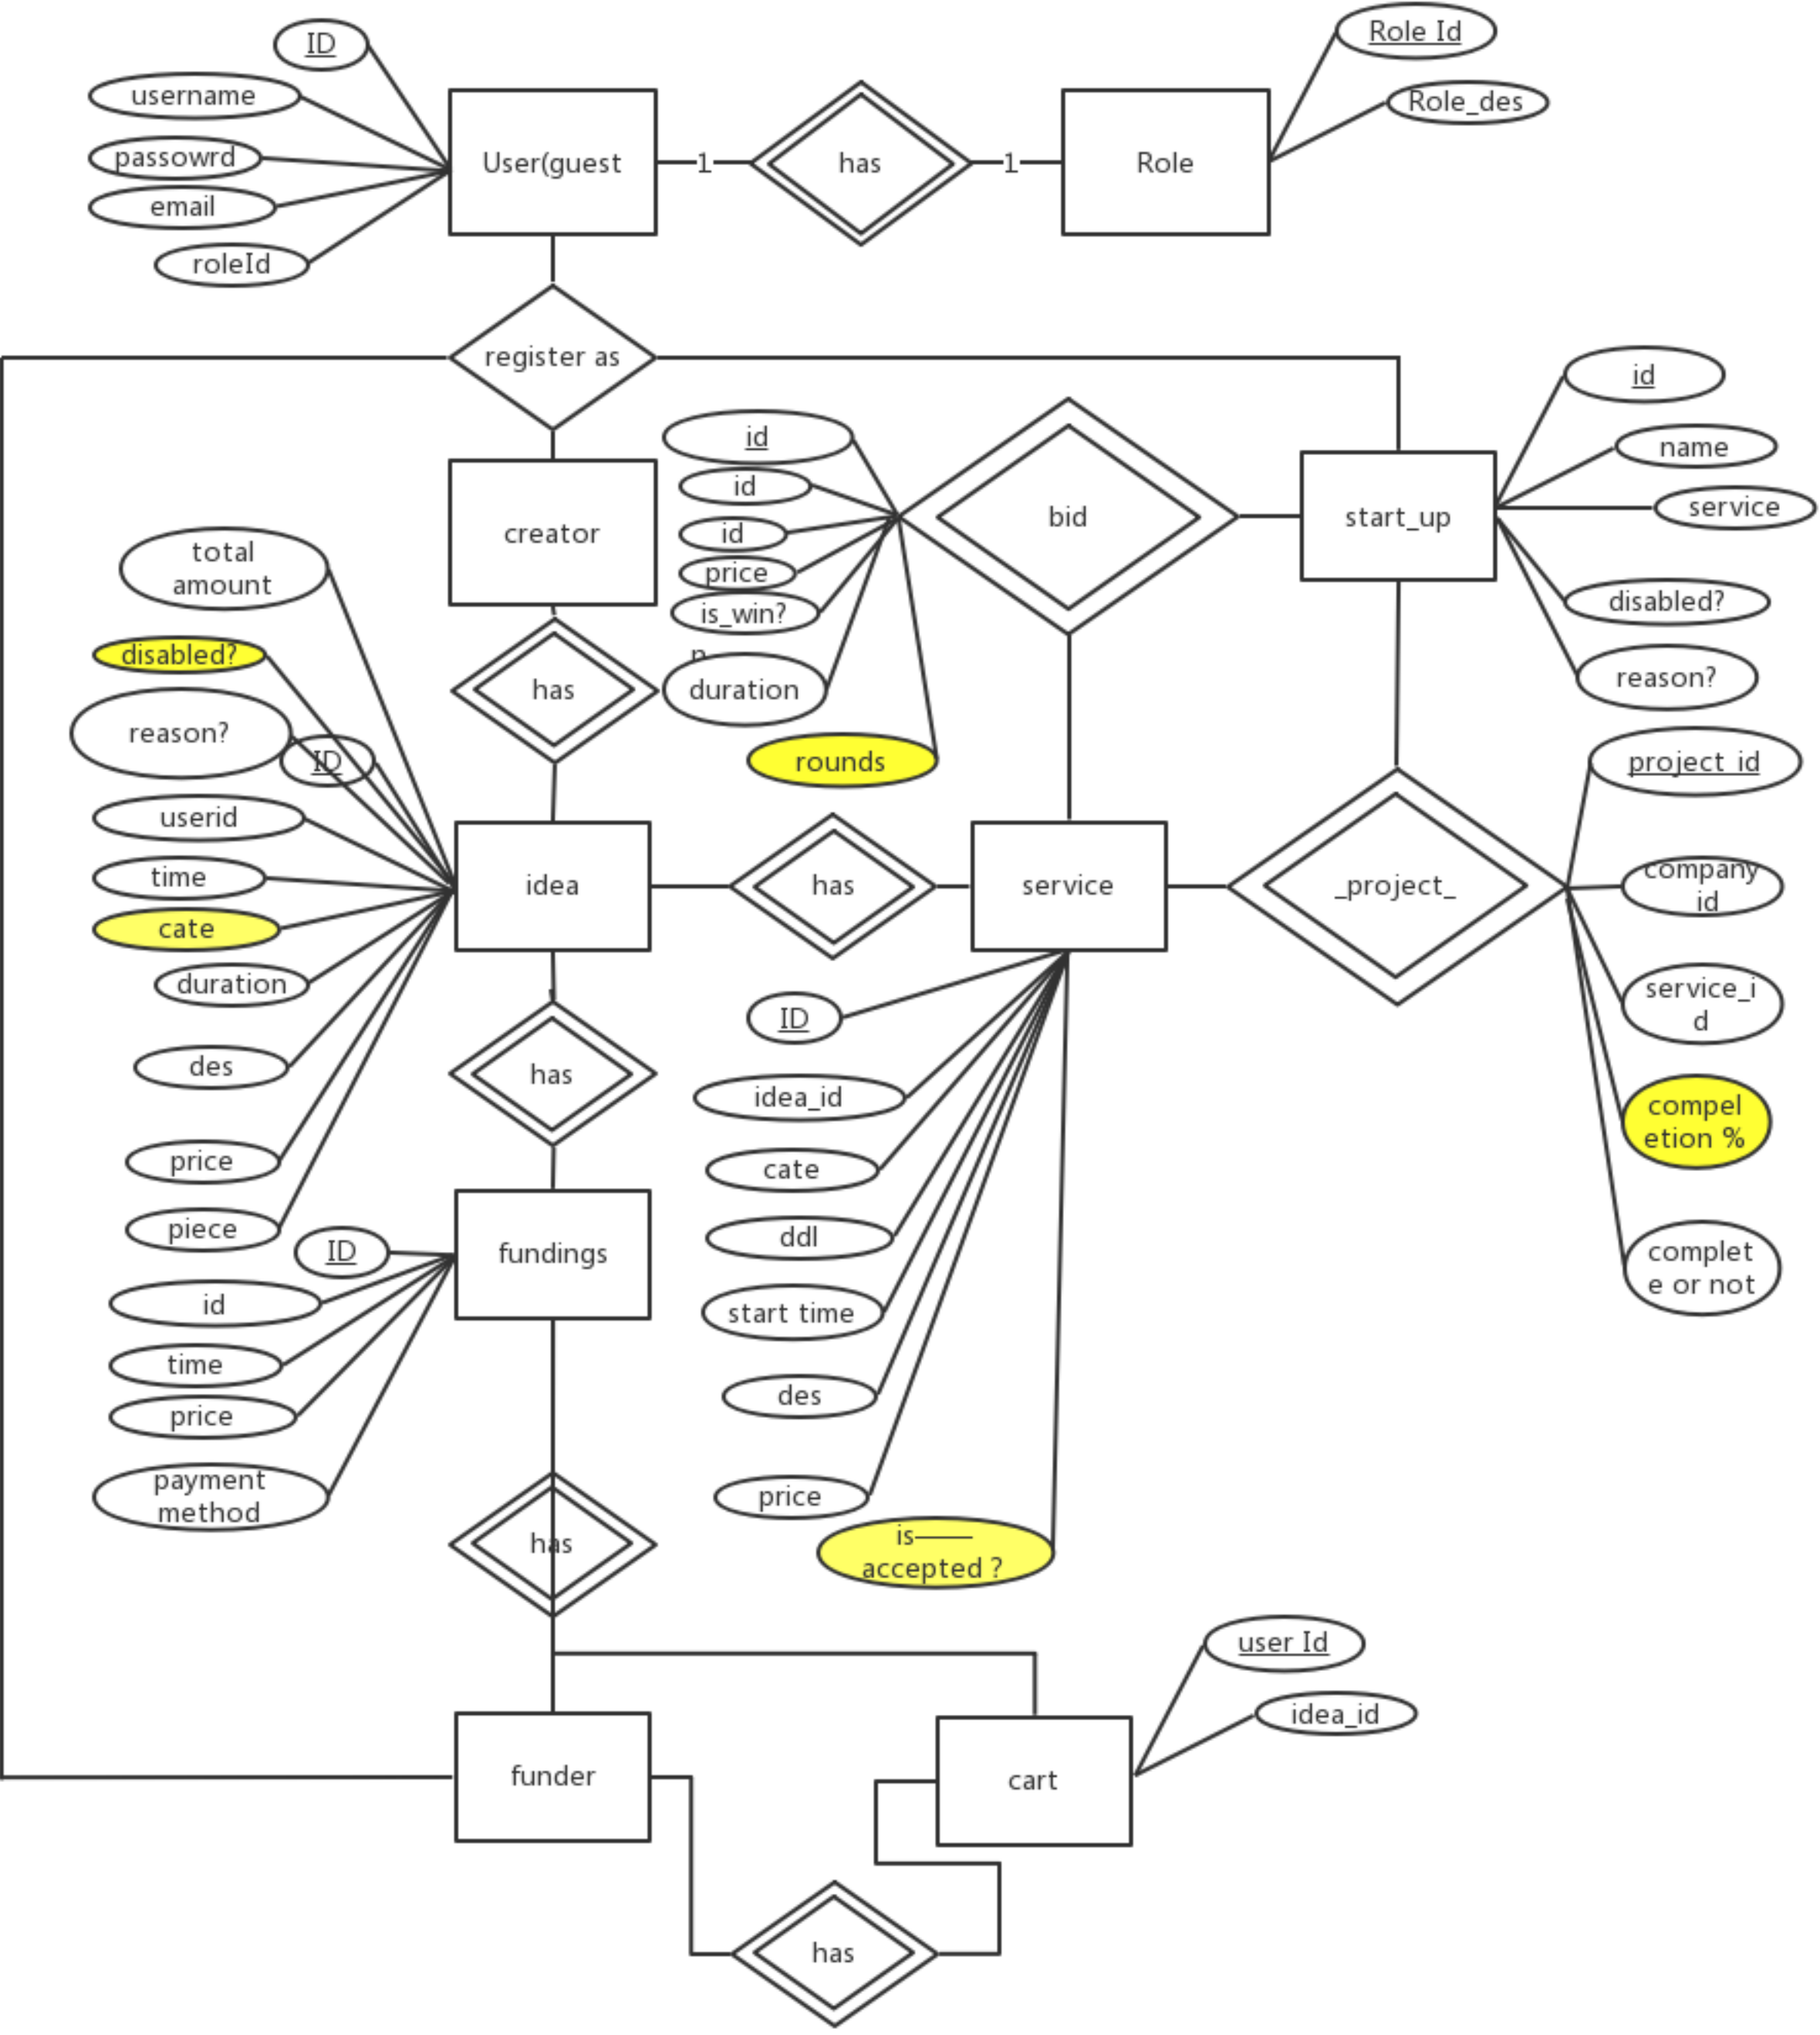 ID
username
passowrd
email
roleId
User(guest
1
has
1
Role
Role Id
Role_des
register as
creator
id
id
id
price
is_win?
duration
rounds
bid
start_up
id
name
service
disabled?
reason?
total
amount
disabled?
reason?
ID
userid
time
cate
duration
des
price
piece
has
idea
has
service
_project_
project id
company
id
service_i
d
compel
etion %
complet
e or not
has
ID
idea_id
cate
ddl
start time
des
price
is——
accepted ?
fundings
ID
id
time
price
payment
method
has
user Id
idea_id
funder
cart
has